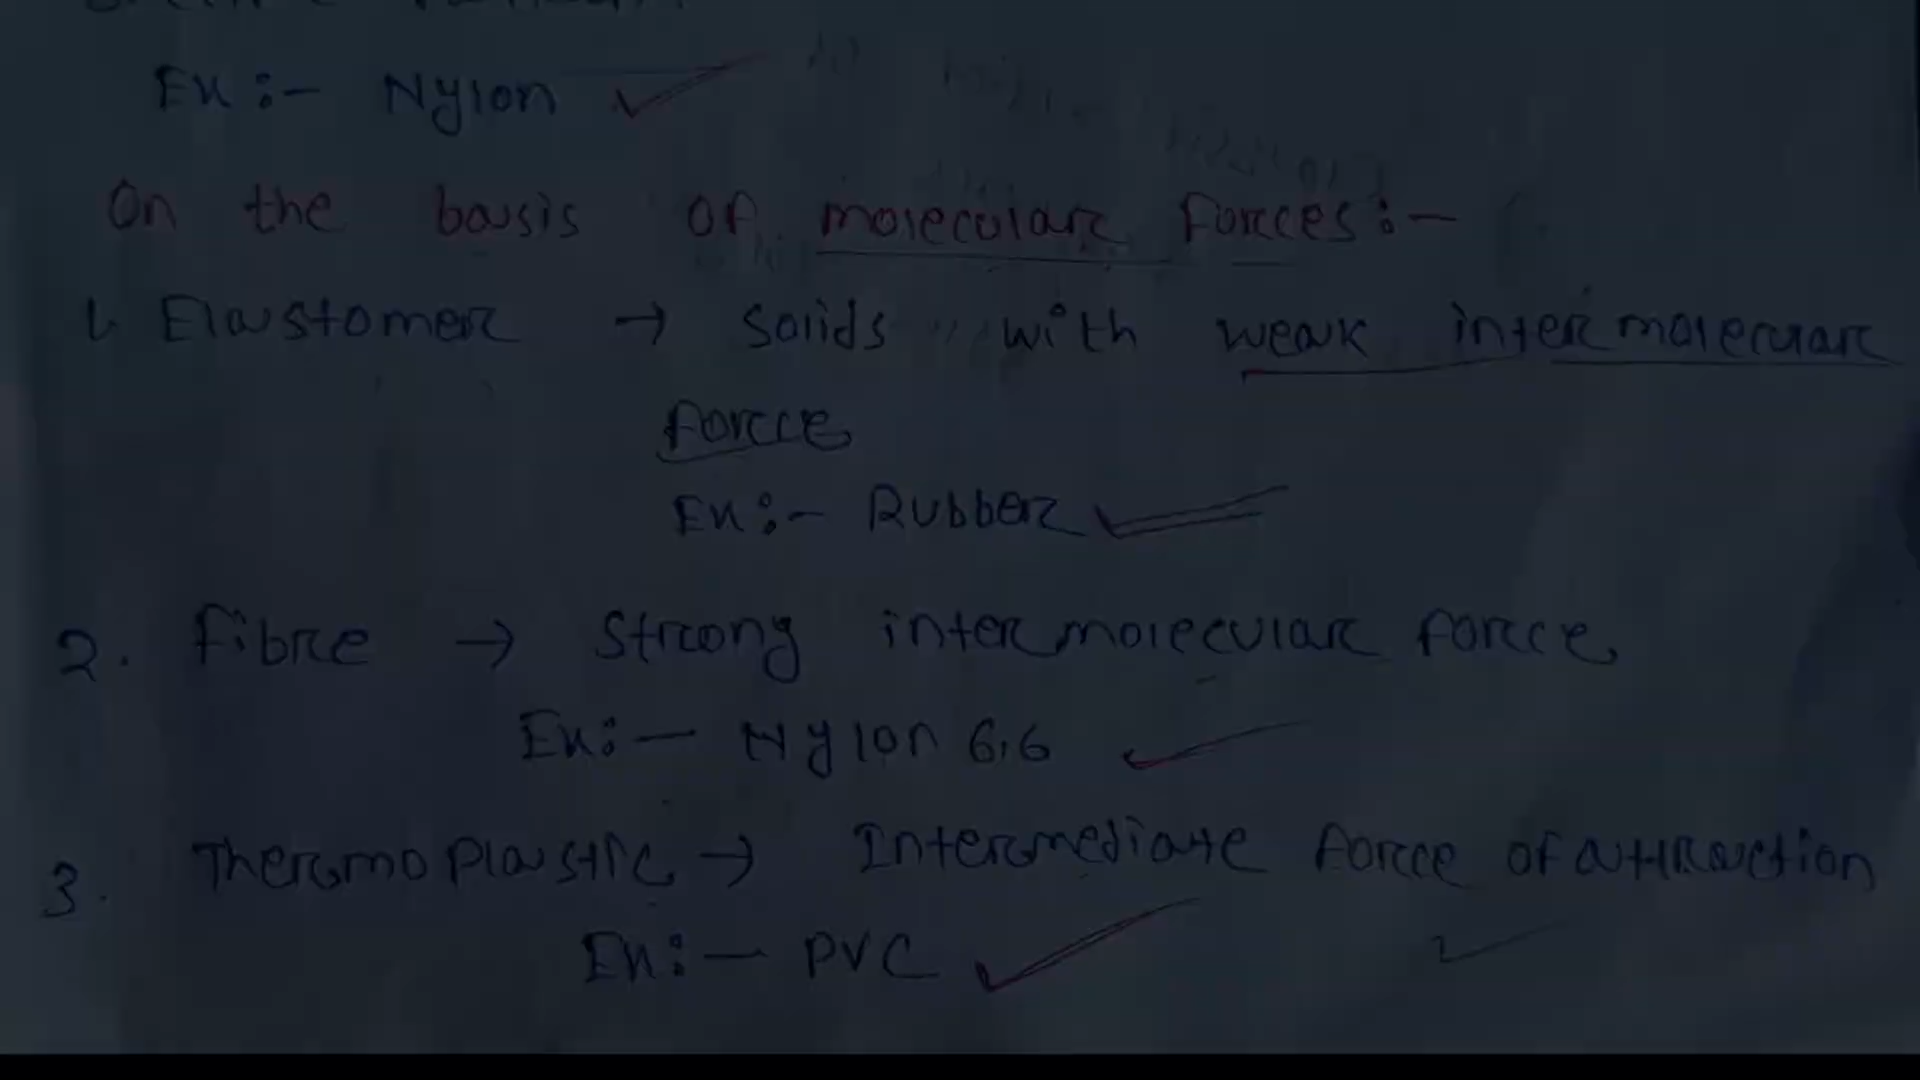 Ex :- Nylon
On the basis of molecular forces :-
1. Elastomer → Solids with weak intermolecular
force
Ex :- Rubber
2. Fibre → Strong intermolecular force
Ex :- Nylon 6,6
3. Thermoplastic → Intermediate force of attraction
Ex :- PVC